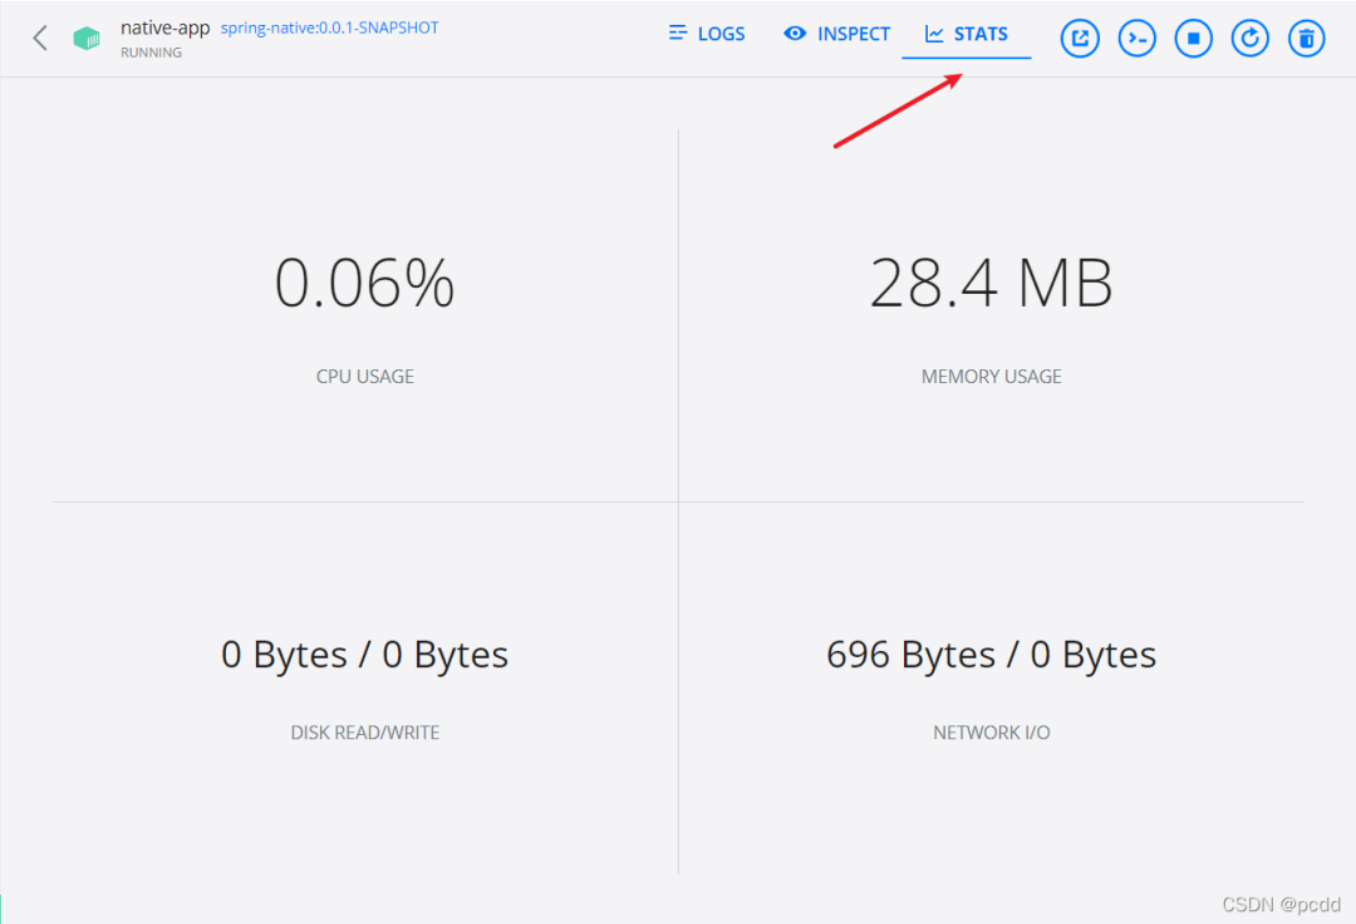 native-app spring-native:0.0.1-SNAPSHOT
RUNNING
LOGS INSPECT STATS
0.06% 28.4 MB
CPU USAGE MEMORY USAGE
0 Bytes / 0 Bytes 696 Bytes / 0 Bytes
DISK READ/WRITE NETWORK I/O
CSDN @pcdd